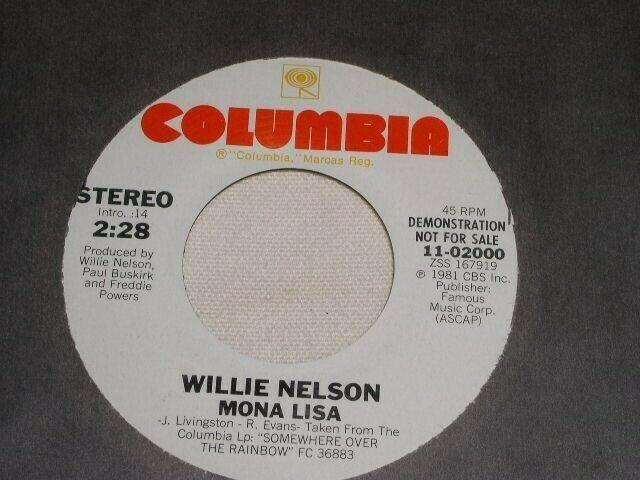 COLUMBIA
® "Columbia," Marcas Reg.
STEREO
Intro. :14
2:28
Produced by
Willie Nelson,
Paul Buskirk
and Freddie
Powers
45 RPM
DEMONSTRATION
NOT FOR SALE
11-02000
ZSS 167919
℗ 1981 CBS Inc.
Publisher:
Famous
Music Corp.
(ASCAP)
WILLIE NELSON
MONA LISA
-J. Livingston - R. Evans- Taken From The
Columbia Lp: "SOMEWHERE OVER
THE RAINBOW" FC 36883